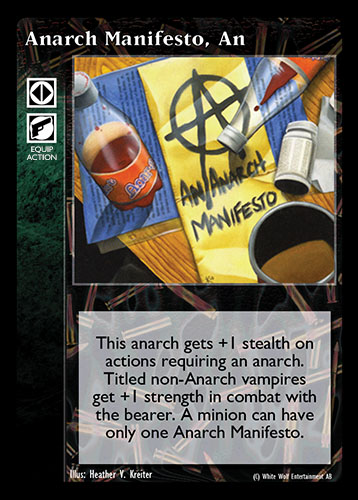 Anarch Manifesto, An
EQUIP
ACTION
AN ANARCH
MANIFESTO
This anarch gets +1 stealth on
actions requiring an anarch.
Titled non-Anarch vampires
get +1 strength in combat with
the bearer. A minion can have
only one Anarch Manifesto.
Illus: Heather V. Kreiter
(C) White Wolf Entertainment AB